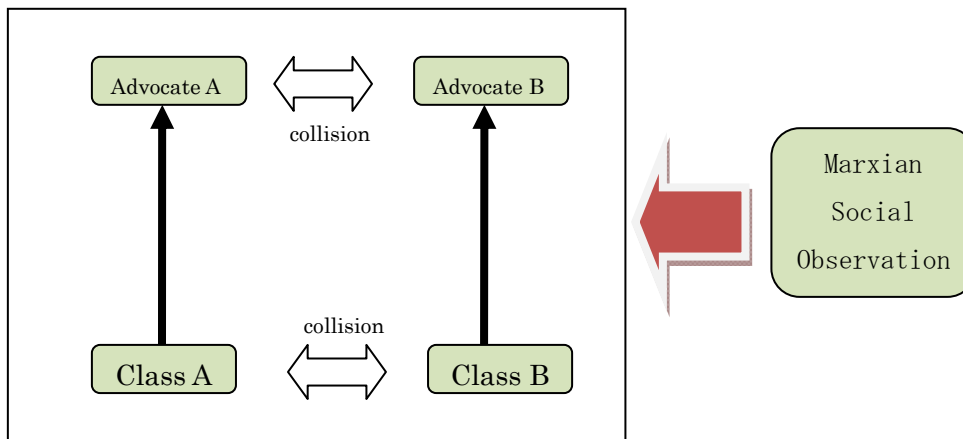 Advocate A
Advocate B
collision
Marxian
Social
Observation
collision
Class A
Class B